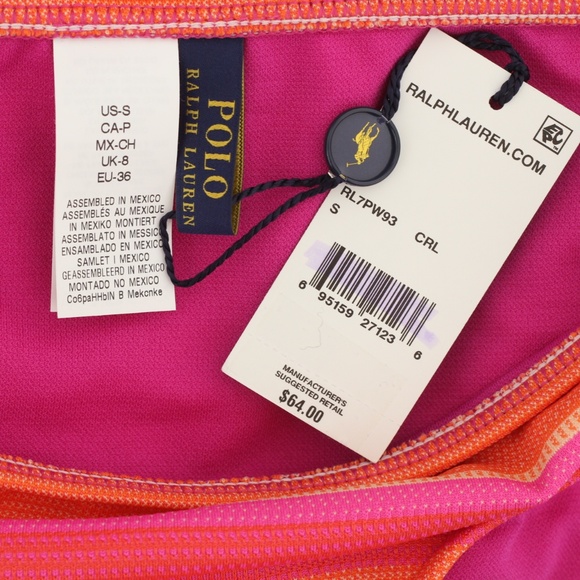 US-S
CA-P
MX-CH
UK-8
EU-36
ASSEMBLED IN MEXICO
ASSEMBLÉS AU MEXIQUE
IN MEXIKO MONTIERT
ASSEMBLATO IN MESSICO
ENSAMBLADO EN MEXICO
SAMLET I MEXICO
GEASSEMBLEERD IN MEXICO
MONTADO NO MEXICO
Co6paHHbIN B Mekcnke
POLO
RALPH LAUREN
RALPHLAUREN.COM
RL7PW93 CRL
S
6 95159 27123 6
MANUFACTURER'S
SUGGESTED RETAIL
$64.00